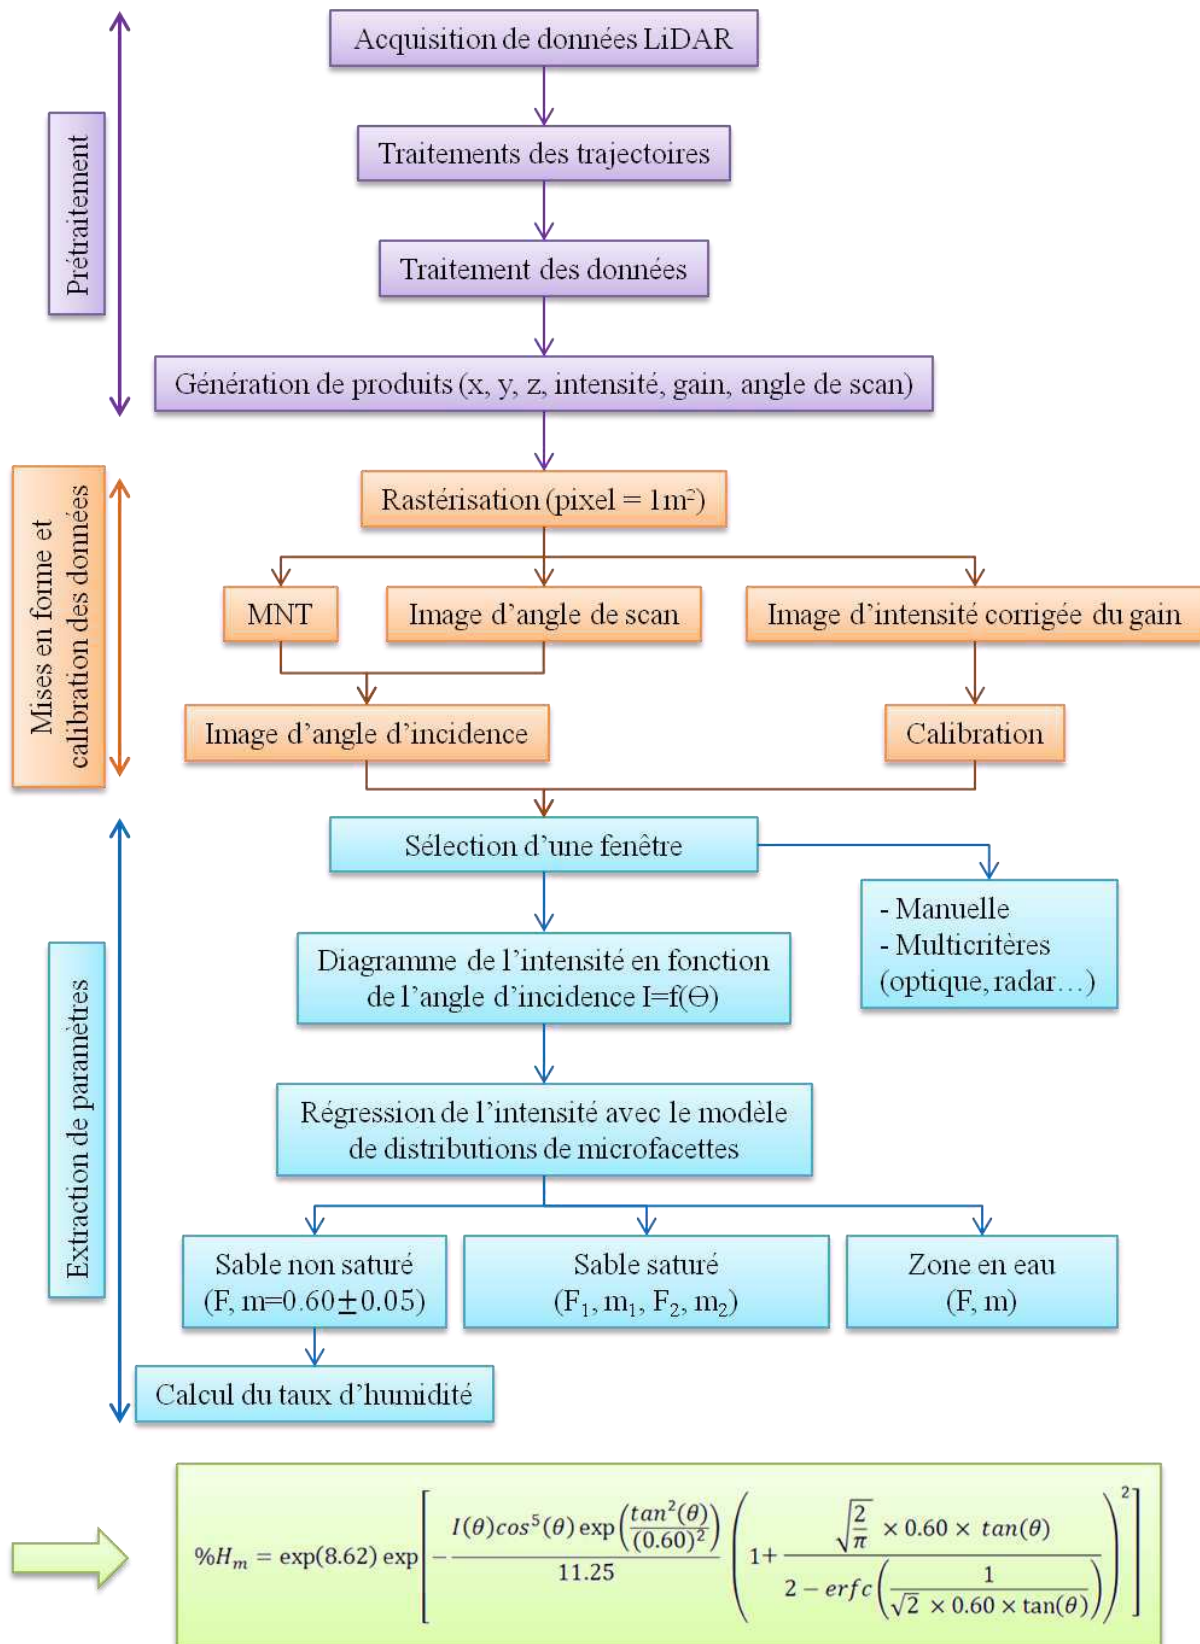 Prétraitement
Acquisition de données LiDAR
Traitements des trajectoires
Traitement des données
Génération de produits (x, y, z, intensité, gain, angle de scan)
Mises en forme et
calibration des données
Rastérisation (pixel = 1m²)
MNT
Image d’angle de scan
Image d’intensité corrigée du gain
Image d’angle d’incidence
Calibration
Extraction de paramètres
Sélection d’une fenêtre
- Manuelle
- Multicritères
(optique, radar…)
Diagramme de l’intensité en fonction
de l’angle d’incidence I=f(Θ)
Régression de l’intensité avec le modèle
de distributions de microfacettes
Sable non saturé
(F, m=0.60±0.05)
Sable saturé
(F₁, m₁, F₂, m₂)
Zone en eau
(F, m)
Calcul du taux d’humidité
%H_m = exp(8.62) exp[−(I(θ)cos⁵(θ) exp(tan²(θ)/(0.60)²)/11.25) (1+ (√(2/π) × 0.60 × tan(θ))/(2 − erfc(1/(√2 × 0.60 × tan(θ)))))²]